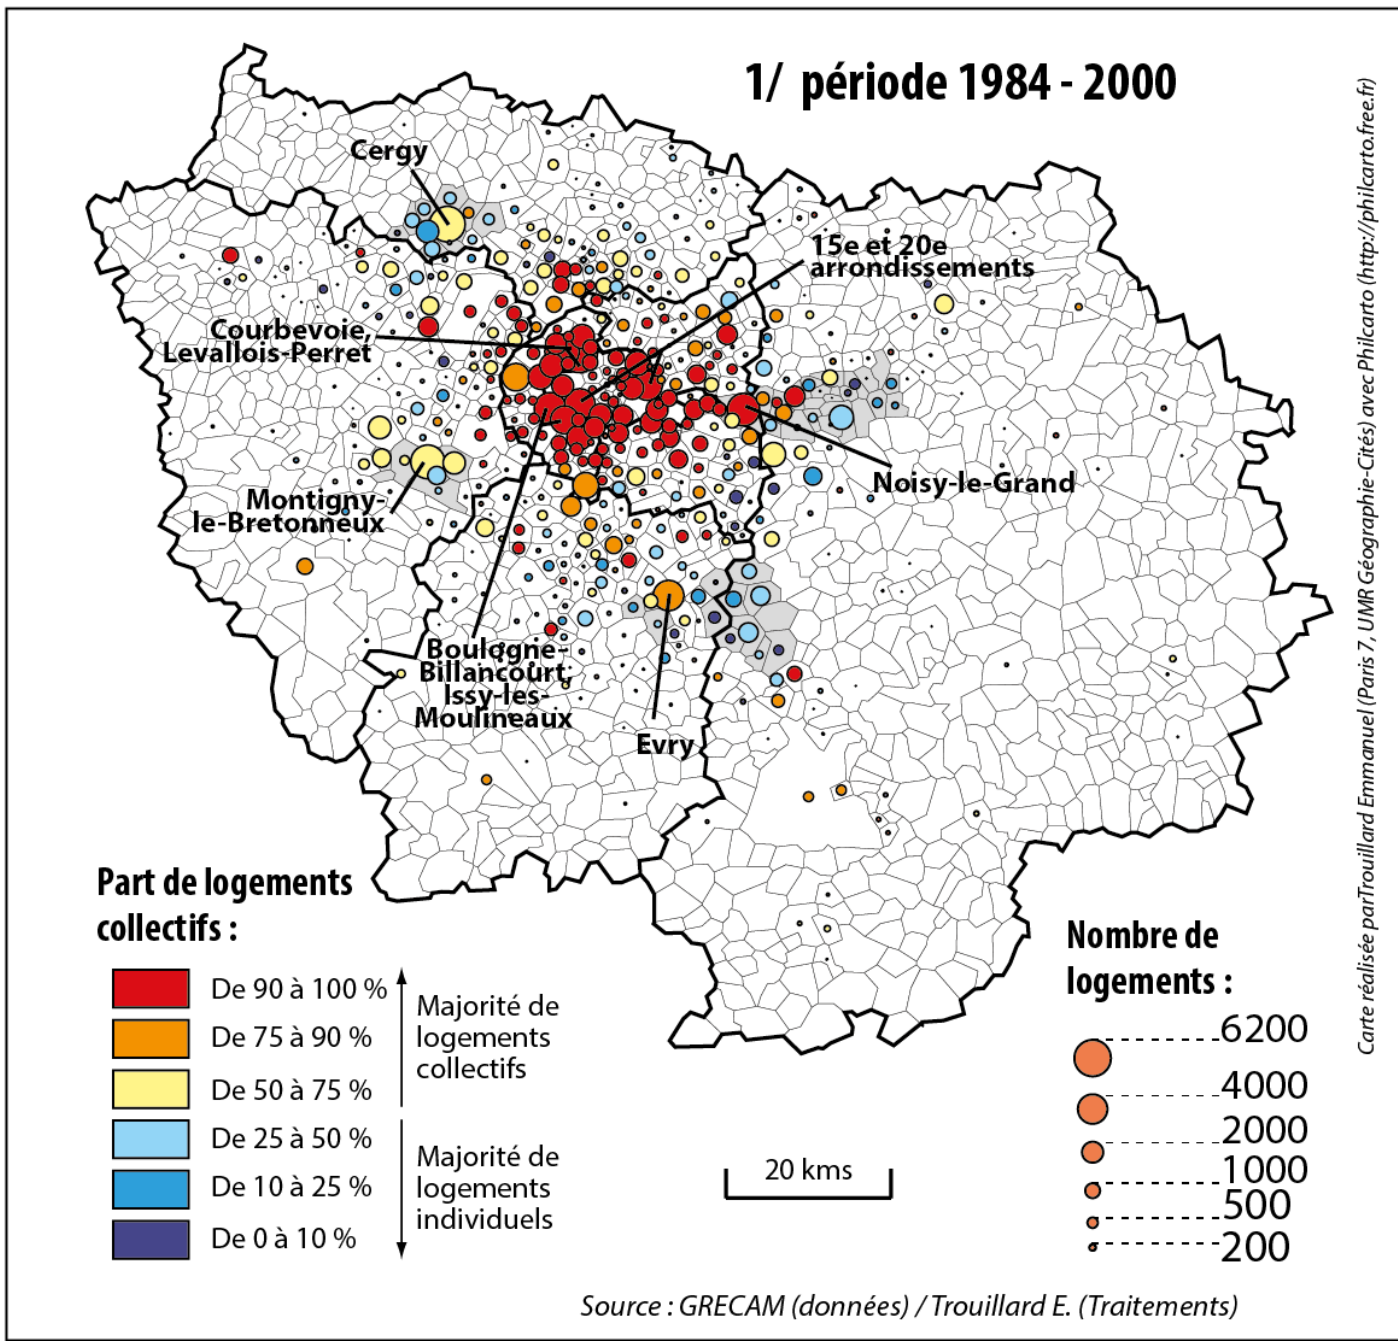 1/ période 1984 - 2000
Cergy
15e et 20e
arrondissements
Courbevoie,
Levallois-Perret
Noisy-le-Grand
Montigny-
le-Bretonneux
Boulogne-
Billancourt,
Issy-les-
Moulineaux
Evry
Part de logements
collectifs :
De 90 à 100 %
De 75 à 90 %
De 50 à 75 %
De 25 à 50 %
De 10 à 25 %
De 0 à 10 %
Majorité de
logements
collectifs
Majorité de
logements
individuels
20 kms
Nombre de
logements :
6200
4000
2000
1000
500
200
Source : GRECAM (données) / Trouillard E. (Traitements)
Carte réalisée parTrouillard Emmanuel (Paris 7, UMR Géographie-Cités) avec Philcarto (http://philcarto.free.fr)